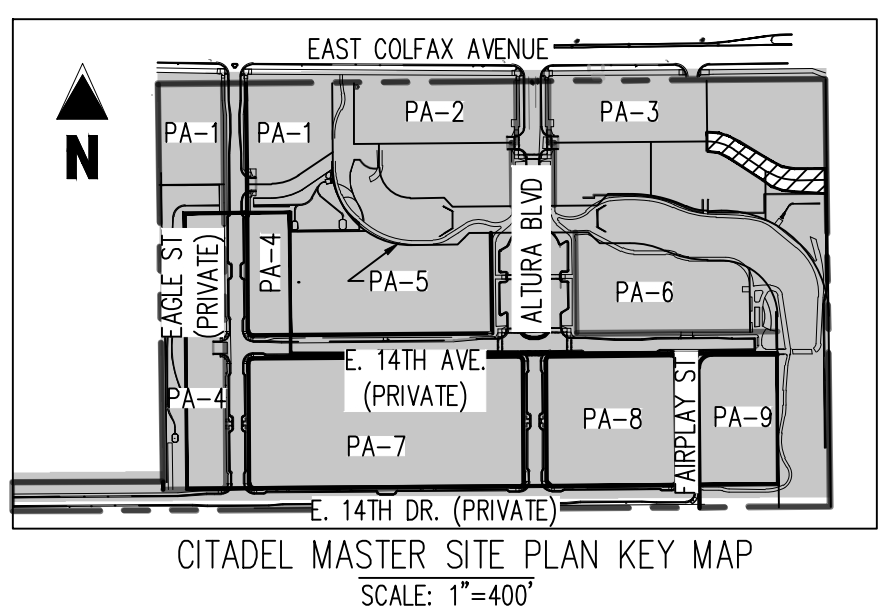 EAST COLFAX AVENUE
N
PA-1
PA-1
PA-2
PA-3
EAGLE ST
(PRIVATE)
PA-4
PA-5
ALTURA BLVD
PA-6
E. 14TH AVE.
(PRIVATE)
PA-4
PA-7
PA-8
FAIRPLAY ST
PA-9
E. 14TH DR. (PRIVATE)
CITADEL MASTER SITE PLAN KEY MAP
SCALE: 1"=400'